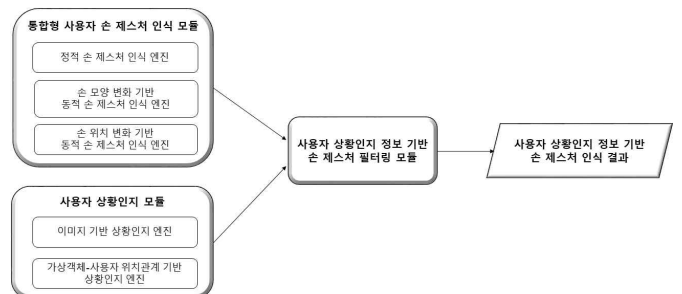 통합형 사용자 손 제스처 인식 모듈
정적 손 제스처 인식 엔진
손 모양 변화 기반
동적 손 제스처 인식 엔진
손 위치 변화 기반
동적 손 제스처 인식 엔진
사용자 상황인지 모듈
이미지 기반 상황인지 엔진
가상객체-사용자 위치관계 기반
상황인지 엔진
사용자 상황인지 정보 기반
손 제스처 필터링 모듈
사용자 상황인지 정보 기반
손 제스처 인식 결과